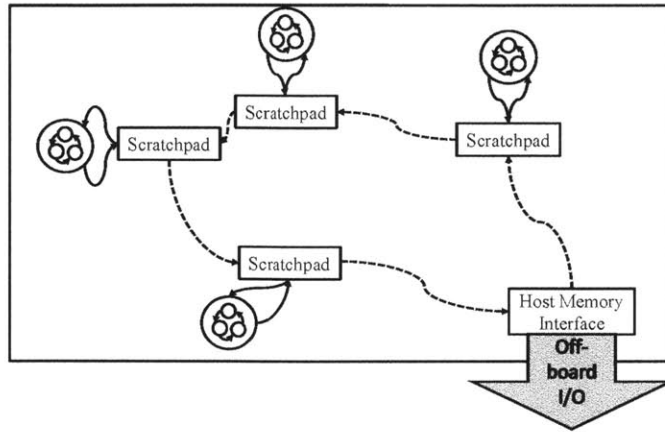 Scratchpad
Scratchpad
Scratchpad
Scratchpad
Host Memory
Interface
Off-
board
I/O